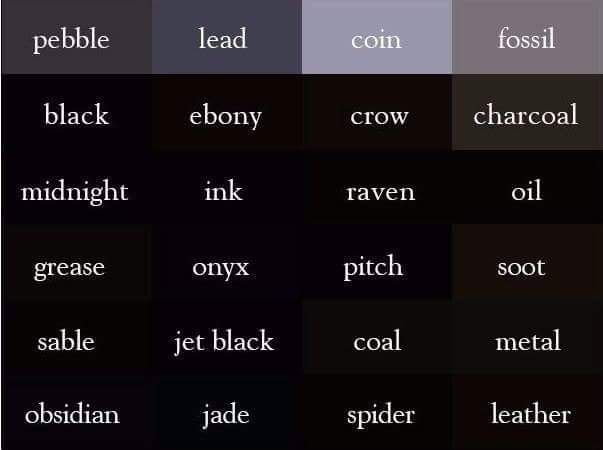 pebble lead coin fossil
black ebony crow charcoal
midnight ink raven oil
grease onyx pitch soot
sable jet black coal metal
obsidian jade spider leather